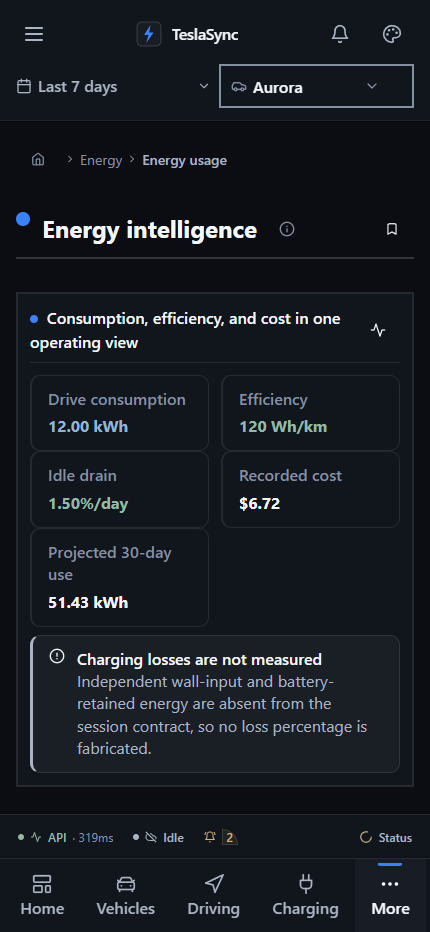 TeslaSync
Last 7 days
Aurora
Energy
Energy usage
Energy intelligence
Consumption, efficiency, and cost in one
operating view
Drive consumption
12.00 kWh
Efficiency
120 Wh/km
Idle drain
1.50%/day
Recorded cost
$6.72
Projected 30-day
use
51.43 kWh
Charging losses are not measured
Independent wall-input and battery-
retained energy are absent from the
session contract, so no loss percentage is
fabricated.
API · 319ms
Idle
2
Status
Home
Vehicles
Driving
Charging
More